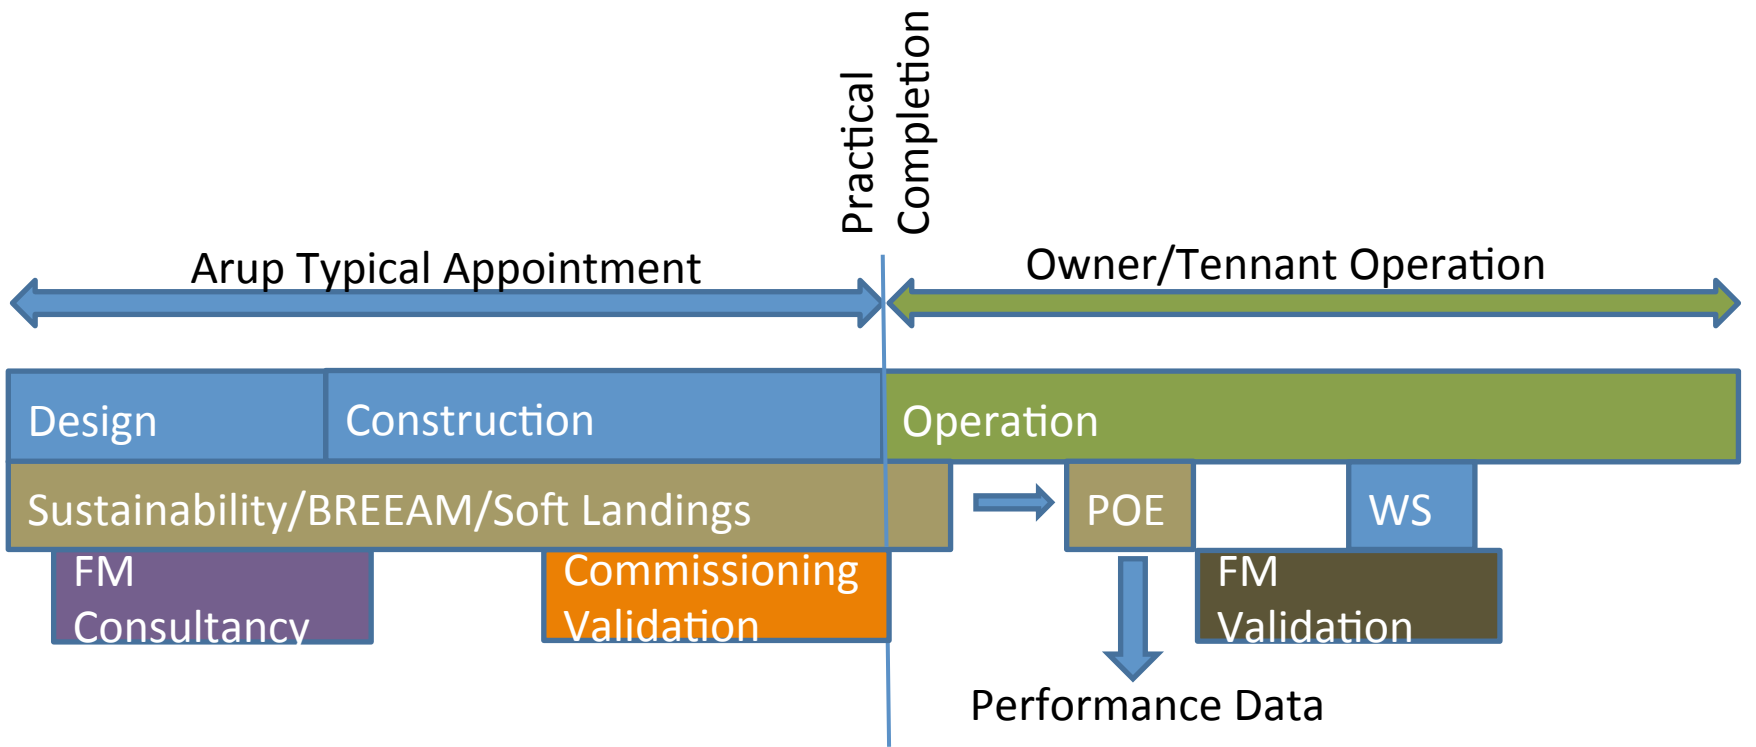 Practical
Completion
Arup Typical Appointment
Owner/Tennant Operation
Design
Construction
Operation
Sustainability/BREEAM/Soft Landings
POE
WS
FM
Consultancy
Commissioning
Validation
FM
Validation
Performance Data